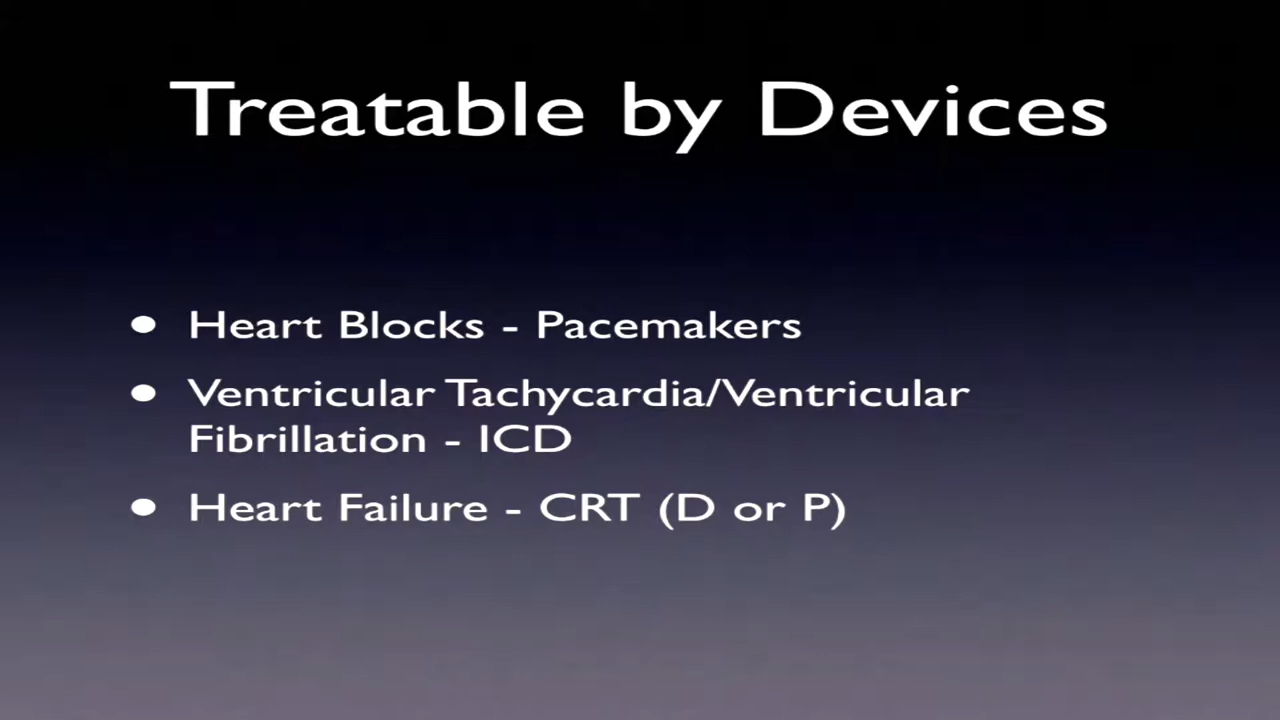 Treatable by Devices
• Heart Blocks - Pacemakers
• Ventricular Tachycardia/Ventricular
Fibrillation - ICD
• Heart Failure - CRT (D or P)